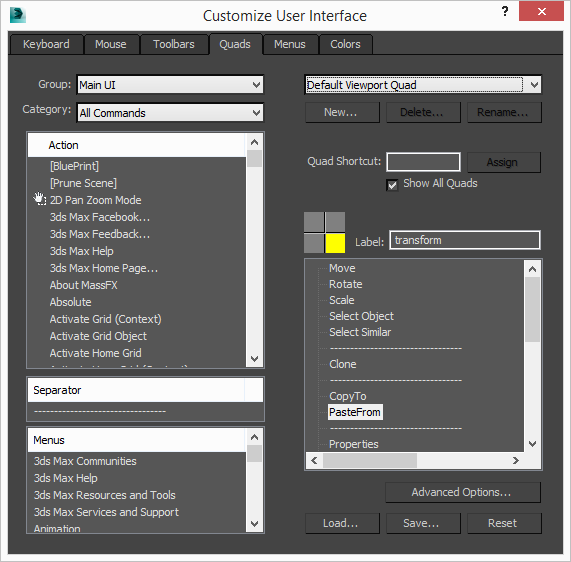 Customize User Interface
?
Keyboard
Mouse
Toolbars
Quads
Menus
Colors
Group:
Main UI
Category:
All Commands
Action
[BluePrint]
[Prune Scene]
2D Pan Zoom Mode
3ds Max Facebook...
3ds Max Feedback...
3ds Max Help
3ds Max Home Page...
About MassFX
Absolute
Activate Grid (Context)
Activate Grid Object
Activate Home Grid
Separator
---------------------------------
Menus
3ds Max Communities
3ds Max Help
3ds Max Resources and Tools
3ds Max Services and Support
Animation
Default Viewport Quad
New...
Delete...
Rename...
Quad Shortcut:
Assign
Show All Quads
Label:
transform
Move
Rotate
Scale
Select Object
Select Similar
---------------------------------
Clone
---------------------------------
CopyTo
PasteFrom
---------------------------------
Properties
Advanced Options...
Load...
Save...
Reset